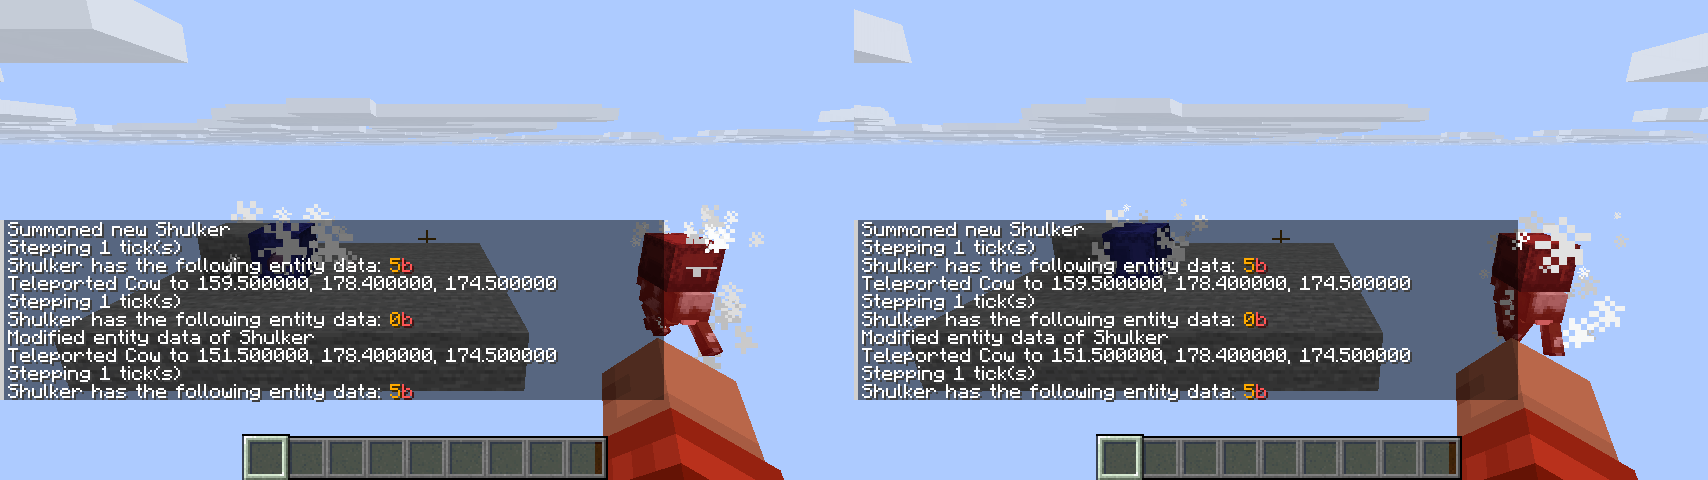 Summoned new Shulker
Stepping 1 tick(s)
Shulker has the following entity data: 5b
Teleported Cow to 159.500000, 178.400000, 174.500000
Stepping 1 tick(s)
Shulker has the following entity data: 0b
Modified entity data of Shulker
Teleported Cow to 151.500000, 178.400000, 174.500000
Stepping 1 tick(s)
Shulker has the following entity data: 5b
Summoned new Shulker
Stepping 1 tick(s)
Shulker has the following entity data: 5b
Teleported Cow to 159.500000, 178.400000, 174.500000
Stepping 1 tick(s)
Shulker has the following entity data: 0b
Modified entity data of Shulker
Teleported Cow to 151.500000, 178.400000, 174.500000
Stepping 1 tick(s)
Shulker has the following entity data: 5b